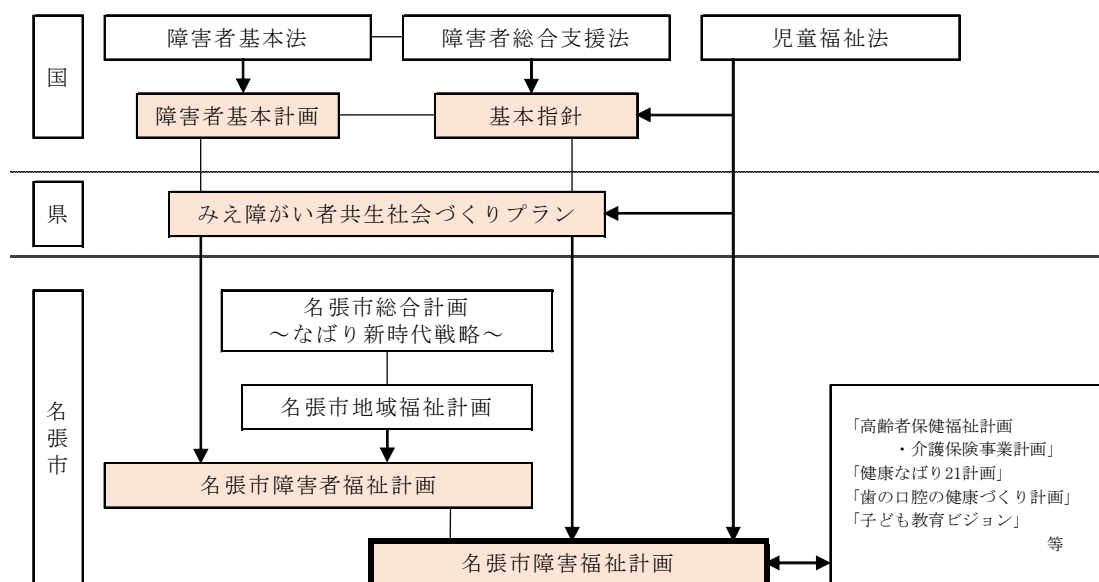 国
障害者基本法
障害者総合支援法
児童福祉法
障害者基本計画
基本指針
県
みえ障がい者共生社会づくりプラン
名張市
名張市総合計画
～なばり新時代戦略～
名張市地域福祉計画
名張市障害者福祉計画
名張市障害福祉計画
「高齢者保健福祉計画
・介護保険事業計画」
「健康なばり21計画」
「歯の口腔の健康づくり計画」
「子ども教育ビジョン」
等